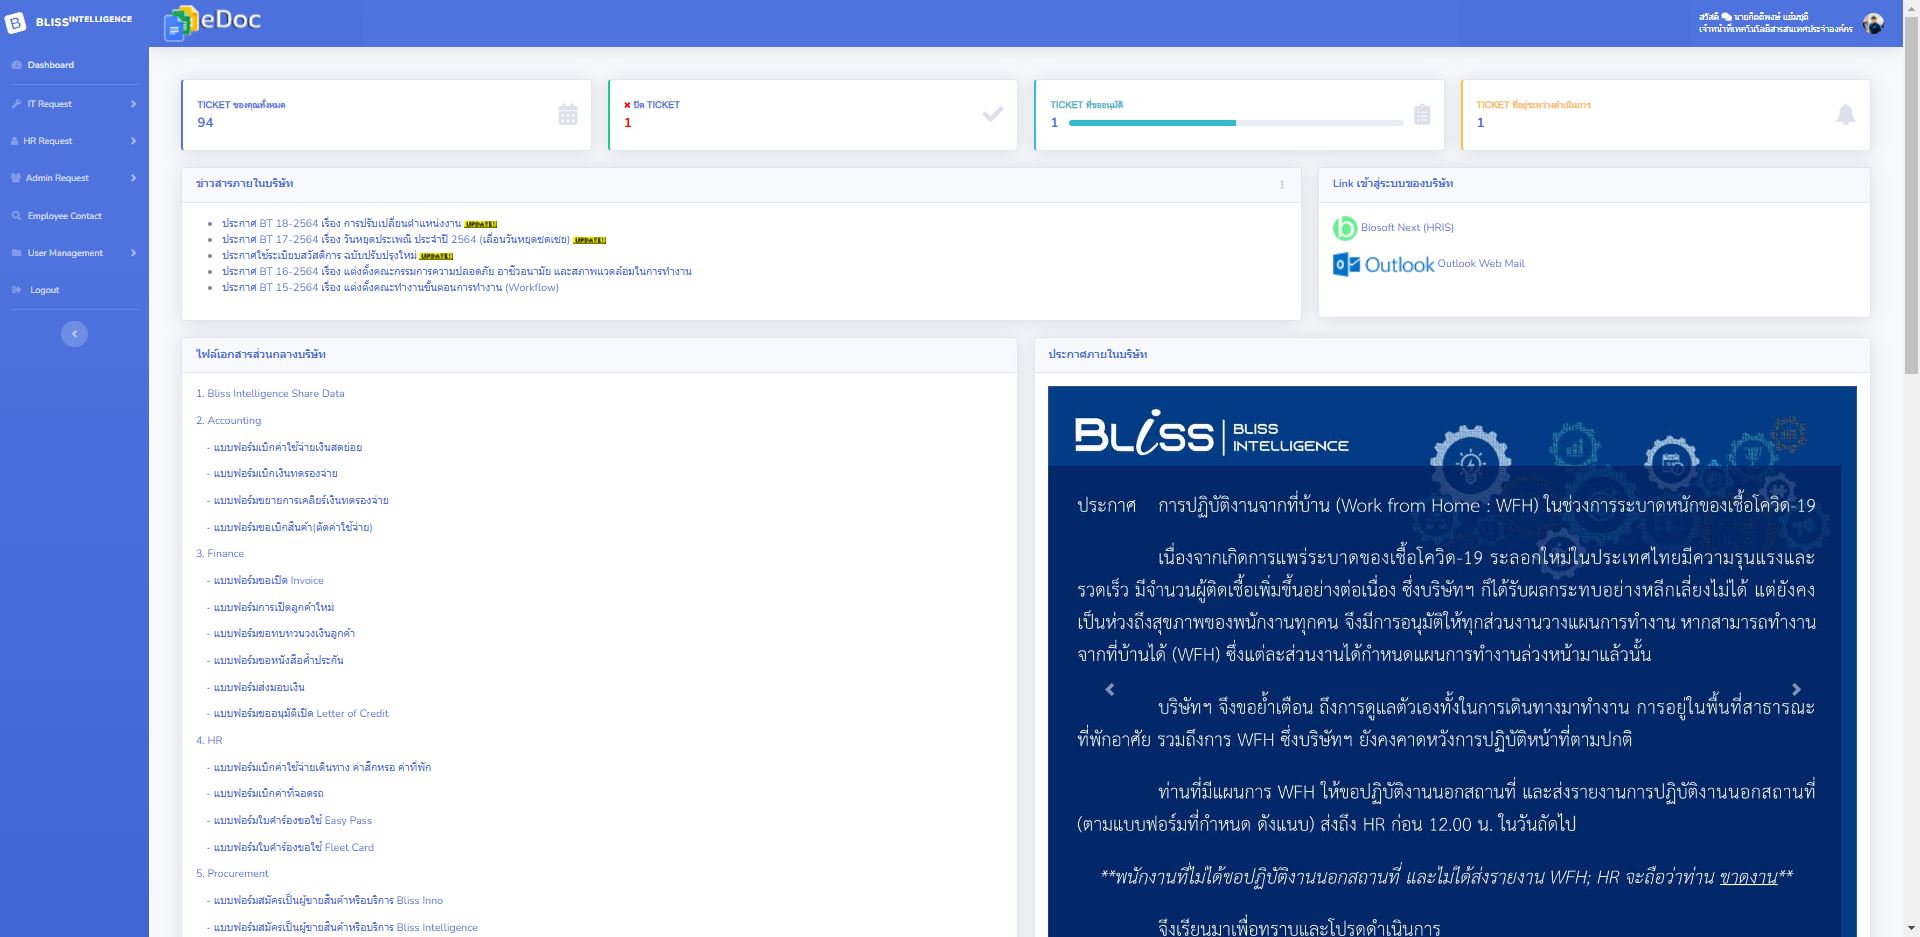 BLISSINTELLIGENCE
eDoc
สวัสดี นายกิตติพงษ์ แย้มชุติ
เจ้าหน้าที่เทคโนโลยีสารสนเทศประจำองค์กร
Dashboard
IT Request
HR Request
Admin Request
Employee Contact
User Management
Logout
TICKET ของคุณทั้งหมด
94
ปิด TICKET
1
TICKET ที่ขออนุมัติ
1
TICKET ที่อยู่ระหว่างดำเนินการ
1
ข่าวสารภายในบริษัท
ประกาศ BT 18-2564 เรื่อง การปรับเปลี่ยนตำแหน่งงาน UPDATE!!
ประกาศ BT 17-2564 เรื่อง วันหยุดประเพณี ประจำปี 2564 (เลื่อนวันหยุดชดเชย) UPDATE!!
ประกาศใช้ระเบียบสวัสดิการ ฉบับปรับปรุงใหม่ UPDATE!!
ประกาศ BT 16-2564 เรื่อง แต่งตั้งคณะกรรมการความปลอดภัย อาชีวอนามัย และสภาพแวดล้อมในการทำงาน
ประกาศ BT 15-2564 เรื่อง แต่งตั้งคณะทำงานขั้นตอนการทำงาน (Workflow)
Link เข้าสู่ระบบของบริษัท
Biosoft Next (HRIS)
Outlook Outlook Web Mail
ไฟล์เอกสารส่วนกลางบริษัท
1. Bliss Intelligence Share Data
2. Accounting
- แบบฟอร์มเบิกค่าใช้จ่ายเงินสดย่อย
- แบบฟอร์มเบิกเงินทดรองจ่าย
- แบบฟอร์มขยายการเคลียร์เงินทดรองจ่าย
- แบบฟอร์มขอเบิกสินค้า(ตัดค่าใช้จ่าย)
3. Finance
- แบบฟอร์มขอเปิด Invoice
- แบบฟอร์มการเปิดลูกค้าใหม่
- แบบฟอร์มขอทบทวนวงเงินลูกค้า
- แบบฟอร์มขอหนังสือค้ำประกัน
- แบบฟอร์มส่งมอบเงิน
- แบบฟอร์มขออนุมัติเปิด Letter of Credit
4. HR
- แบบฟอร์มเบิกค่าใช้จ่ายเดินทาง ค่าสึกหรอ ค่าที่พัก
- แบบฟอร์มเบิกค่าที่จอดรถ
- แบบฟอร์มใบคำร้องขอใช้ Easy Pass
- แบบฟอร์มใบคำร้องขอใช้ Fleet Card
5. Procurement
- แบบฟอร์มสมัครเป็นผู้ขายสินค้าหรือบริการ Bliss Inno
- แบบฟอร์มสมัครเป็นผู้ขายสินค้าหรือบริการ Bliss Intelligence
ประกาศภายในบริษัท
BLiSS BLISS
INTELLIGENCE
ประกาศ การปฏิบัติงานจากที่บ้าน (Work from Home : WFH) ในช่วงการระบาดหนักของเชื้อโควิด-19
เนื่องจากเกิดการแพร่ระบาดของเชื้อโควิด-19 ระลอกใหม่ในประเทศไทยมีความรุนแรงและ
รวดเร็ว มีจำนวนผู้ติดเชื้อเพิ่มขึ้นอย่างต่อเนื่อง ซึ่งบริษัทฯ ก็ได้รับผลกระทบอย่างหลีกเลี่ยงไม่ได้ แต่ยังคง
เป็นห่วงถึงสุขภาพของพนักงานทุกคน จึงมีการอนุมัติให้ทุกส่วนงานวางแผนการทำงาน หากสามารถทำงาน
จากที่บ้านได้ (WFH) ซึ่งแต่ละส่วนงานได้กำหนดแผนการทำงานล่วงหน้ามาแล้วนั้น
บริษัทฯ จึงขอย้ำเตือน ถึงการดูแลตัวเองทั้งในการเดินทางมาทำงาน การอยู่ในพื้นที่สาธารณะ
ที่พักอาศัย รวมถึงการ WFH ซึ่งบริษัทฯ ยังคงคาดหวังการปฏิบัติหน้าที่ตามปกติ
ท่านที่มีแผนการ WFH ให้ขอปฏิบัติงานนอกสถานที่ และส่งรายงานการปฏิบัติงานนอกสถานที่
(ตามแบบฟอร์มที่กำหนด ดังแนบ) ส่งถึง HR ก่อน 12.00 น. ในวันถัดไป
**พนักงานที่ไม่ได้ขอปฏิบัติงานนอกสถานที่ และไม่ได้ส่งรายงาน WFH; HR จะถือว่าท่าน ขาดงาน**
จึงเรียนมาเพื่อทราบและโปรดดำเนินการ